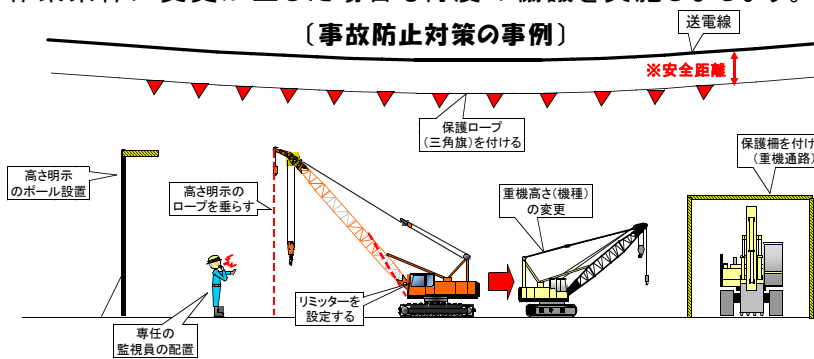 〔事故防止対策の事例〕
送電線
※安全距離
保護ロープ
(三角旗)を付ける
高さ明示
のポール設置
高さ明示の
ロープを垂らす
重機高さ(機種)
の変更
保護柵を付け
(重機通路)
リミッターを
設定する
専任の
監視員の配置